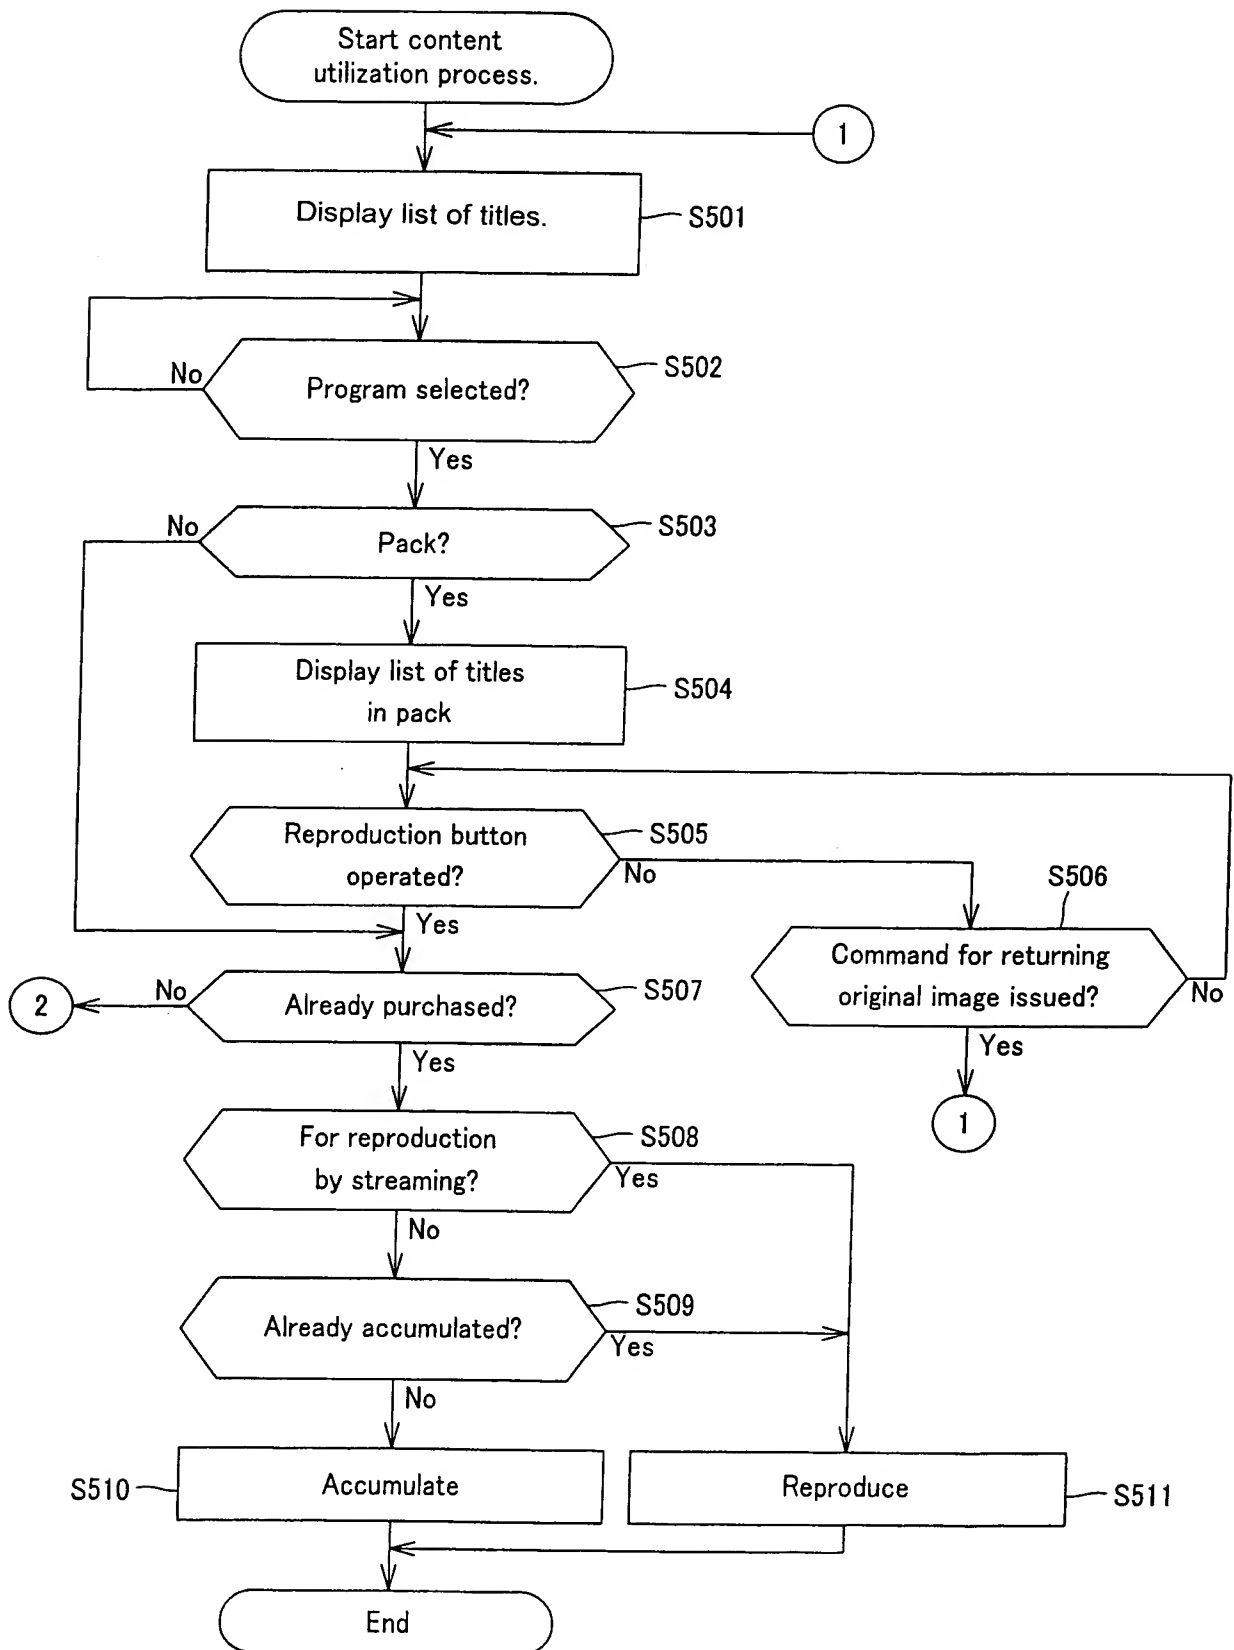 Start content
utilization process.
1
Display list of titles.
S501
No
Program selected?
S502
Yes
No
Pack?
S503
Yes
Display list of titles
in pack
S504
Reproduction button
operated?
S505
No
Yes
S506
Command for returning
original image issued?
No
Yes
1
2
No
Already purchased?
S507
Yes
For reproduction
by streaming?
S508
Yes
No
Already accumulated?
S509
Yes
No
S510
Accumulate
Reproduce
S511
End